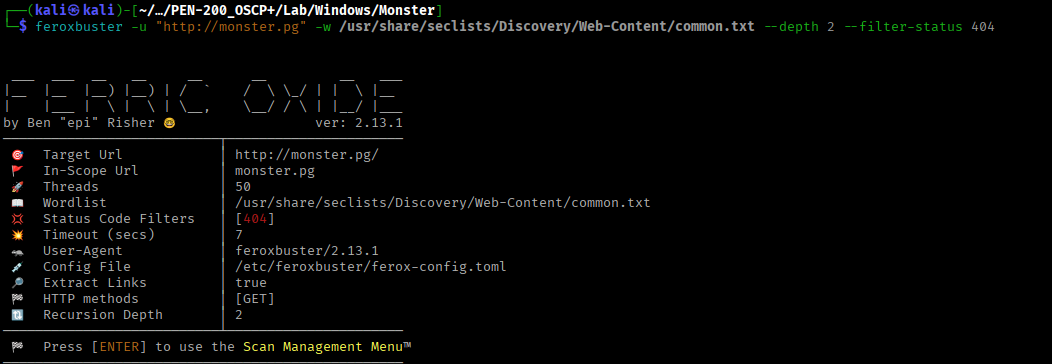 ┌──(kali㉿kali)-[~/…/PEN-200_OSCP+/Lab/Windows/Monster]
└─$ feroxbuster -u "http://monster.pg" -w /usr/share/seclists/Discovery/Web-Content/common.txt --depth 2 --filter-status 404
FERRIC OXIDE
by Ben "epi" Risher 🤓 ver: 2.13.1
🎯 Target Url │ http://monster.pg/
🚩 In-Scope Url │ monster.pg
🚀 Threads │ 50
📖 Wordlist │ /usr/share/seclists/Discovery/Web-Content/common.txt
💢 Status Code Filters │ [404]
💥 Timeout (secs) │ 7
🦡 User-Agent │ feroxbuster/2.13.1
💉 Config File │ /etc/feroxbuster/ferox-config.toml
🔎 Extract Links │ true
🏁 HTTP methods │ [GET]
🔃 Recursion Depth │ 2
🏁 Press [ENTER] to use the Scan Management Menu™